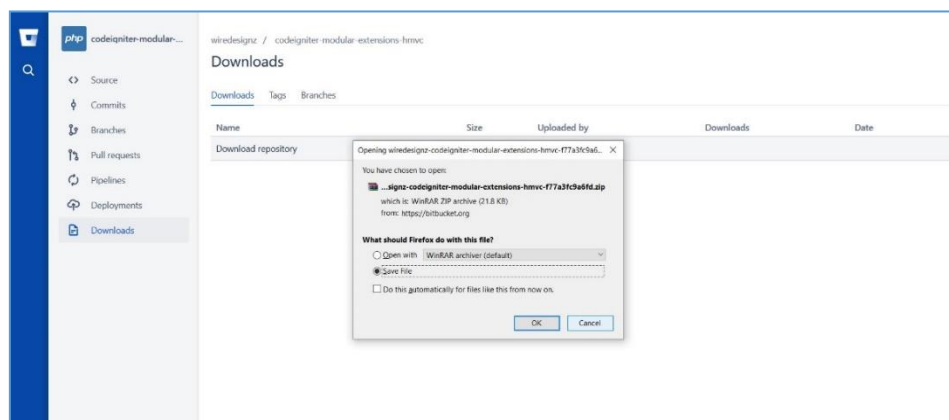 php codeigniter-modular-...
Source
Commits
Branches
Pull requests
Pipelines
Deployments
Downloads
wiredesignz / codeigniter-modular-extensions-hmvc
Downloads
Downloads Tags Branches
Name Size Uploaded by Downloads Date
Download repository
Opening wiredesignz-codeigniter-modular-extensions-hmvc-f77a3fc9a6...
You have chosen to open:
...signz-codeigniter-modular-extensions-hmvc-f77a3fc9a6fd.zip
which is: WinRAR ZIP archive (21.8 KB)
from: https://bitbucket.org
What should Firefox do with this file?
Open with WinRAR archiver (default)
Save File
Do this automatically for files like this from now on.
OK Cancel